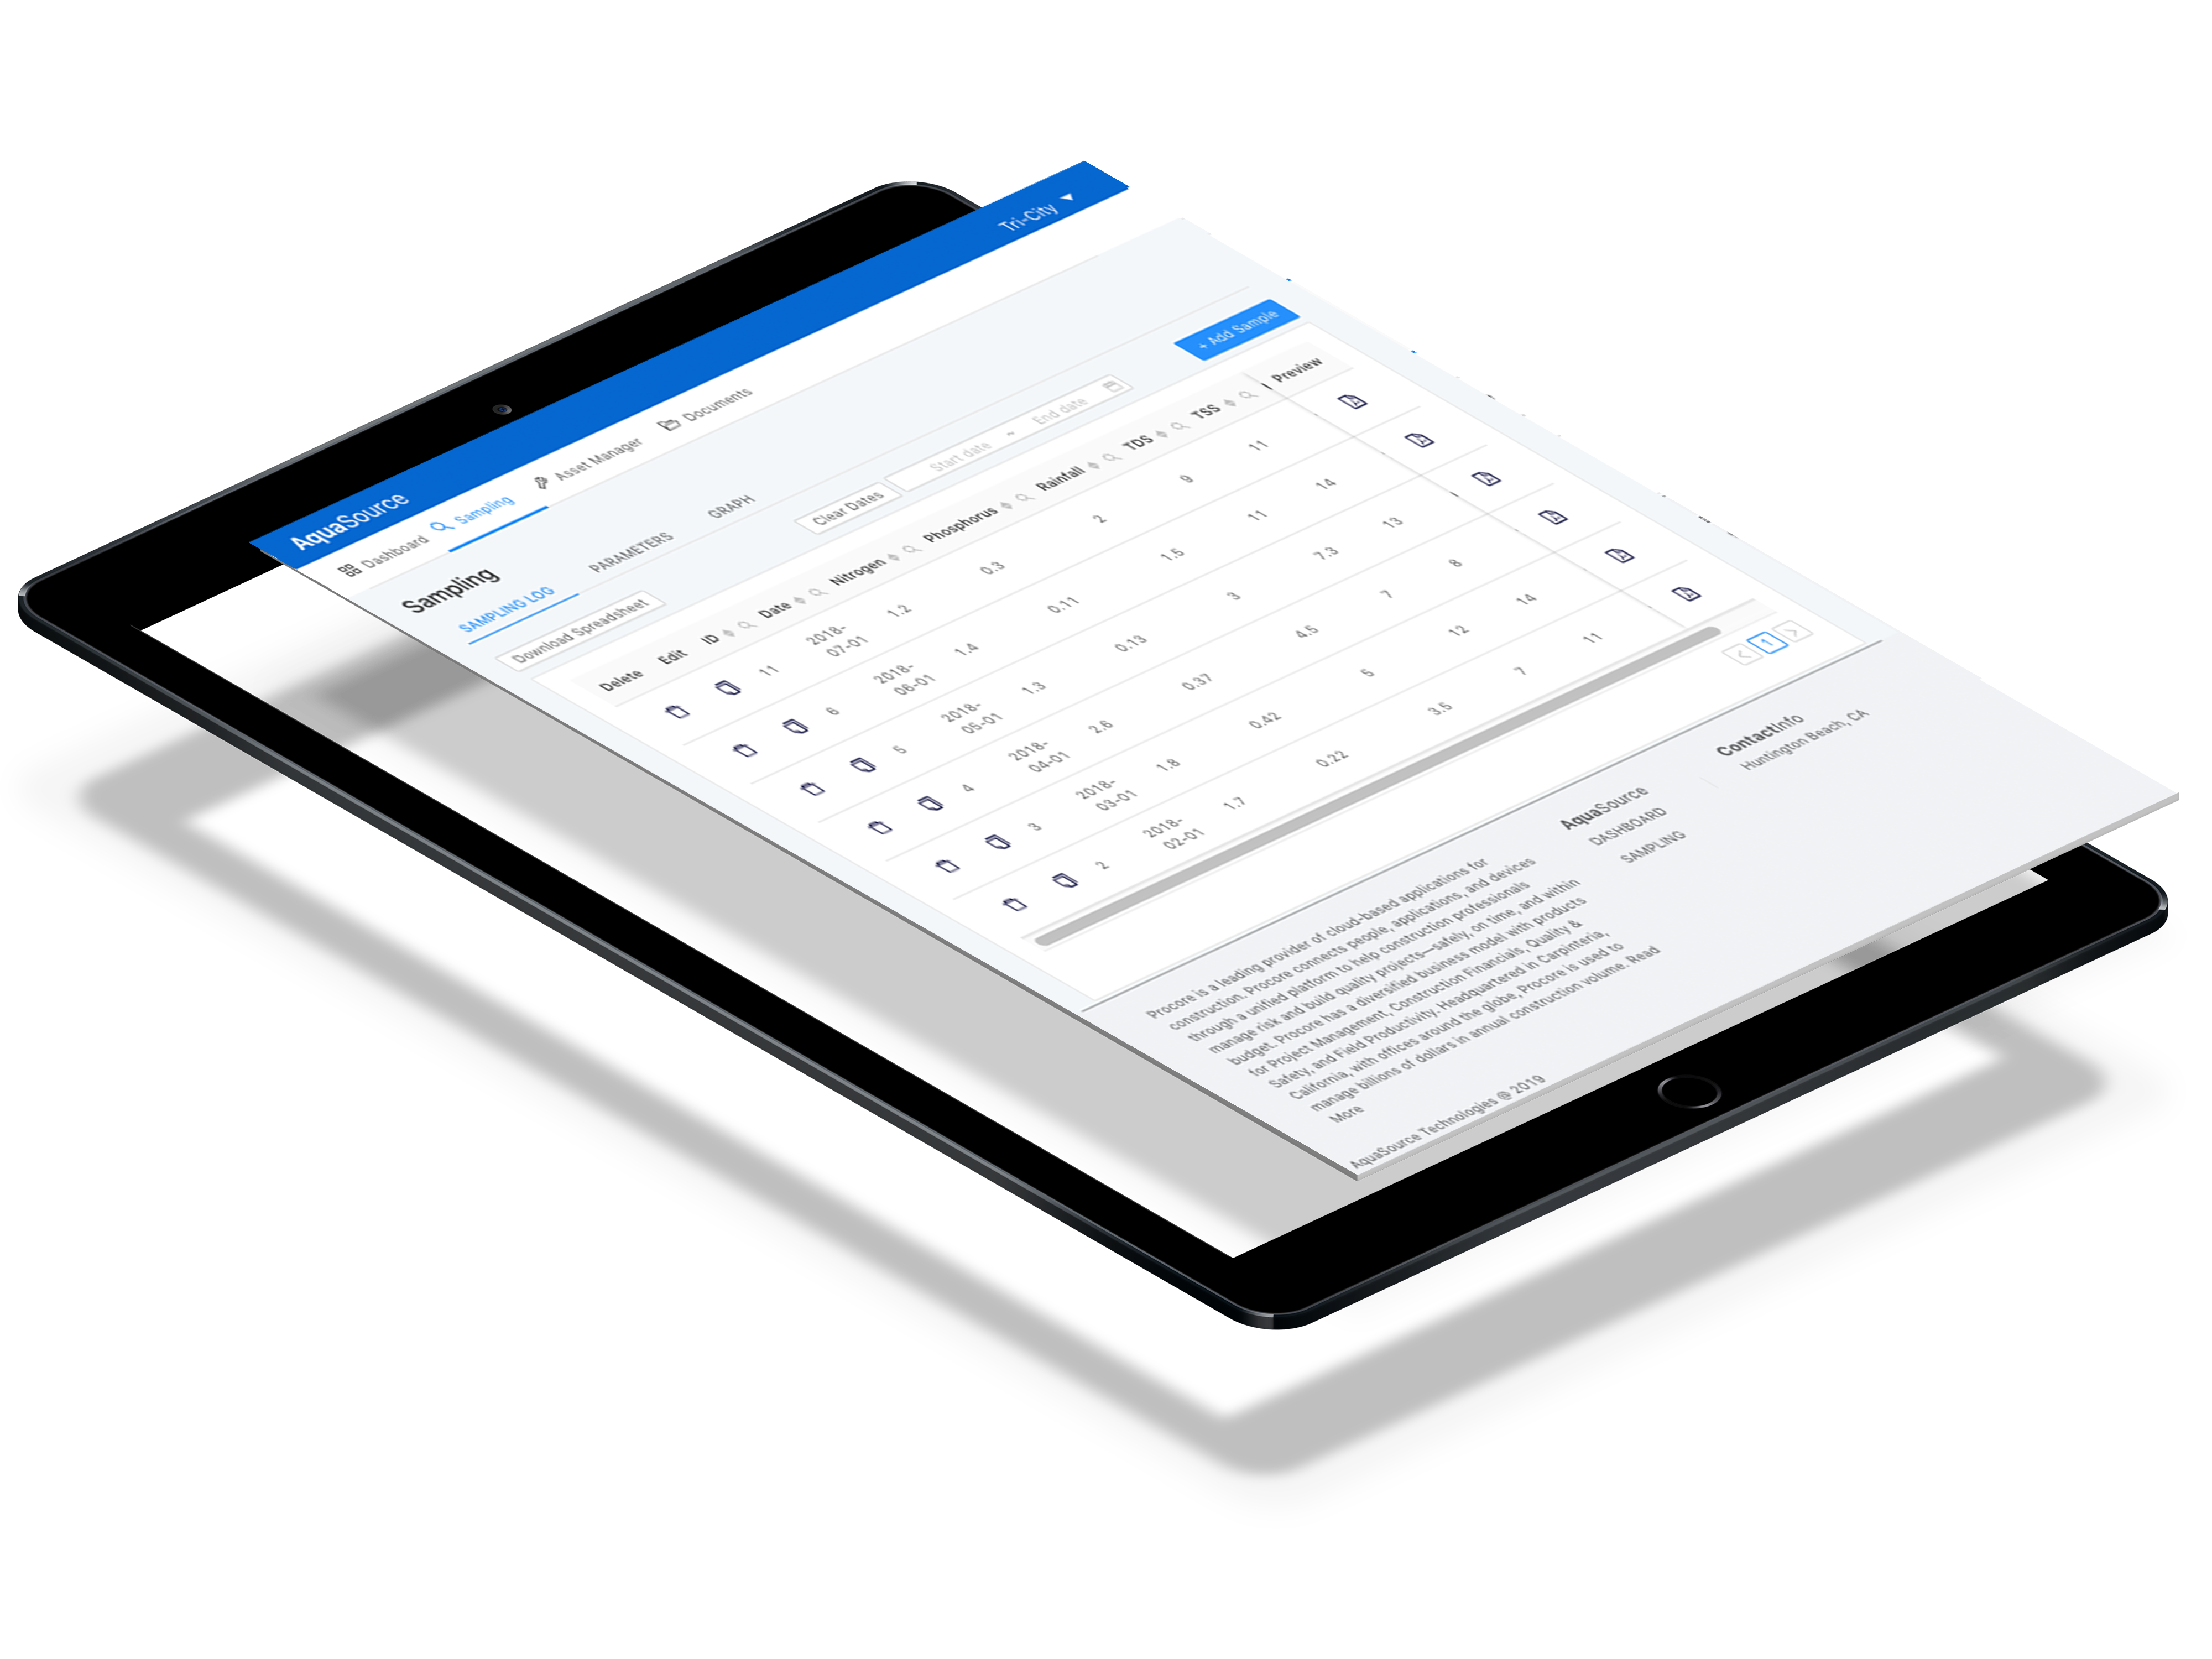 AquaSource Tri-City
Dashboard Sampling Asset Manager Documents
Sampling
SAMPLING LOG PARAMETERS GRAPH
Download Spreadsheet Clear Dates Start date ~ End date + Add Sample
Delete Edit ID Date Nitrogen Phosphorus Rainfall TDS TSS Preview
11 2018-07-01 1.2 0.3 2 9 11
6 2018-06-01 1.4 0.11 1.5 11 14
5 2018-05-01 1.3 0.13 3 7.3 13
4 2018-04-01 2.6 0.37 4.5 7 8
3 2018-03-01 1.8 0.42 5 12 14
2 2018-02-01 1.7 0.22 3.5 7 11
< 1 >
Procore is a leading provider of cloud-based applications for
construction. Procore connects people, applications, and devices
through a unified platform to help construction professionals
manage risk and build quality projects—safely, on time, and within
budget. Procore has a diversified business model with products
for Project Management, Construction Financials, Quality &
Safety, and Field Productivity. Headquartered in Carpinteria,
California, with offices around the globe, Procore is used to
manage billions of dollars in annual construction volume. Read
More
AquaSource
DASHBOARD
SAMPLING
ContactInfo
Huntington Beach, CA
AquaSource Technologies @ 2019